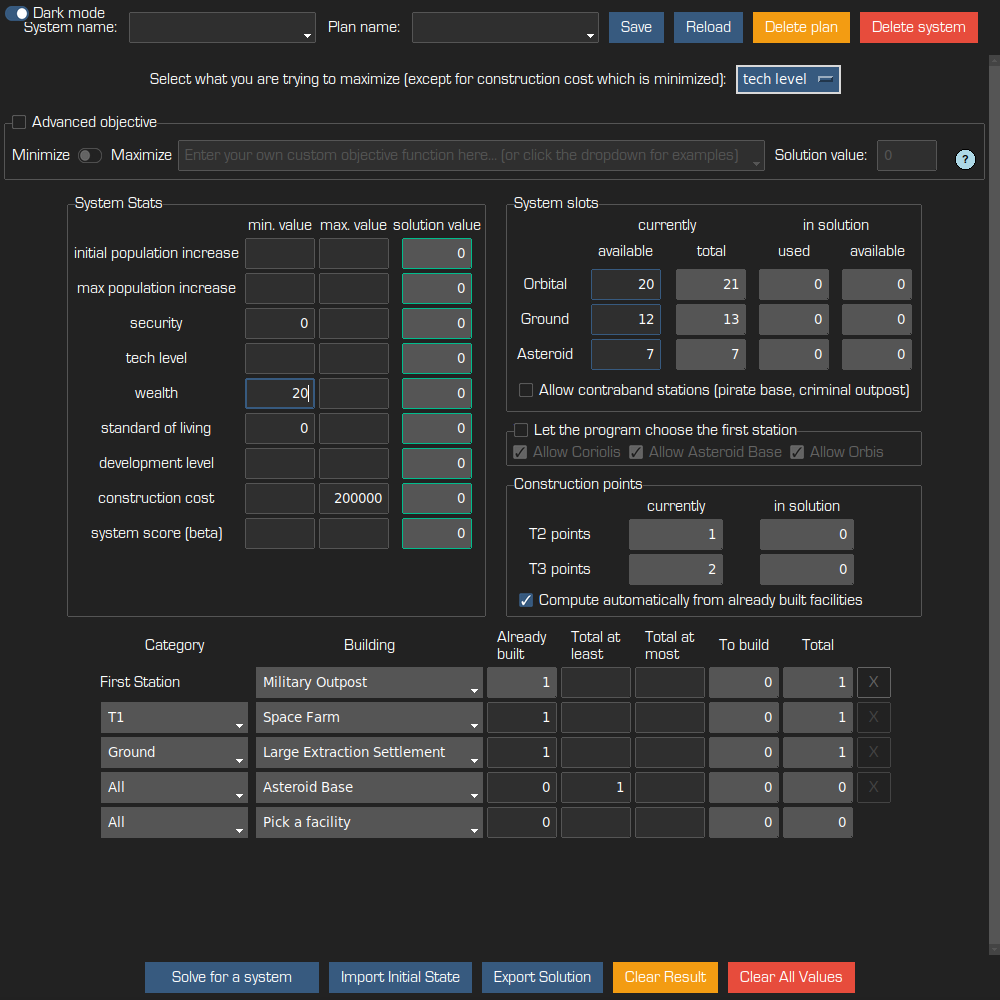 Dark mode
System name: Plan name: Save Reload Delete plan Delete system
Select what you are trying to maximize (except for construction cost which is minimized): tech level
Advanced objective
Minimize Maximize Enter your own custom objective function here... (or click the dropdown for examples) Solution value: 0 ?
System Stats
min. value max. value solution value
initial population increase 0
max population increase 0
security 0 0
tech level 0
wealth 20 0
standard of living 0 0
development level 0
construction cost 200000 0
system score (beta) 0
System slots
currently in solution
available total used available
Orbital 20 21 0 0
Ground 12 13 0 0
Asteroid 7 7 0 0
Allow contraband stations (pirate base, criminal outpost)
Let the program choose the first station
Allow Coriolis Allow Asteroid Base Allow Orbis
Construction points
currently in solution
T2 points 1 0
T3 points 2 0
Compute automatically from already built facilities
Category Building Already built Total at least Total at most To build Total
First Station Military Outpost 1 0 1 X
T1 Space Farm 1 0 1 X
Ground Large Extraction Settlement 1 0 1 X
All Asteroid Base 0 1 0 0 X
All Pick a facility 0 0 0
Solve for a system Import Initial State Export Solution Clear Result Clear All Values